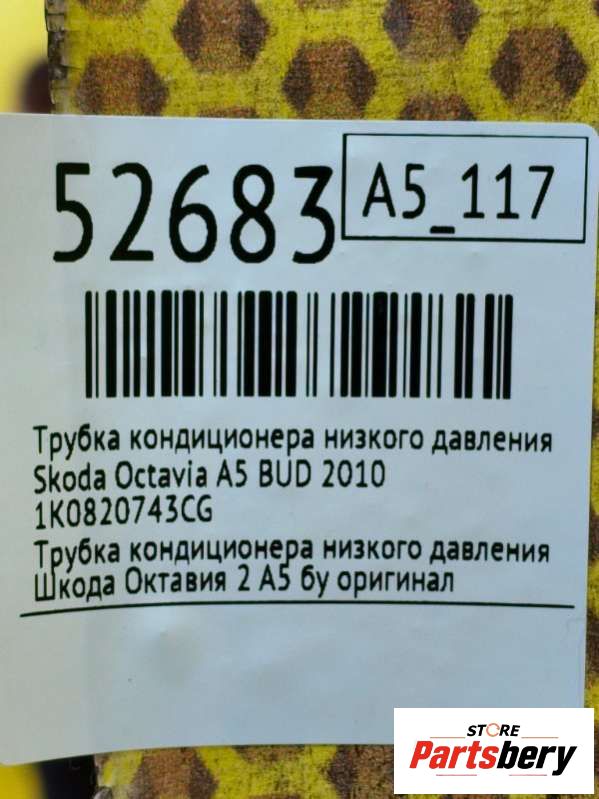 52683
A5_117
Трубка кондиционера низкого давления
Skoda Octavia A5 BUD 2010
1K0820743CG
Трубка кондиционера низкого давления
Шкода Октавия 2 А5 бу оригинал
STORE
Partsbery